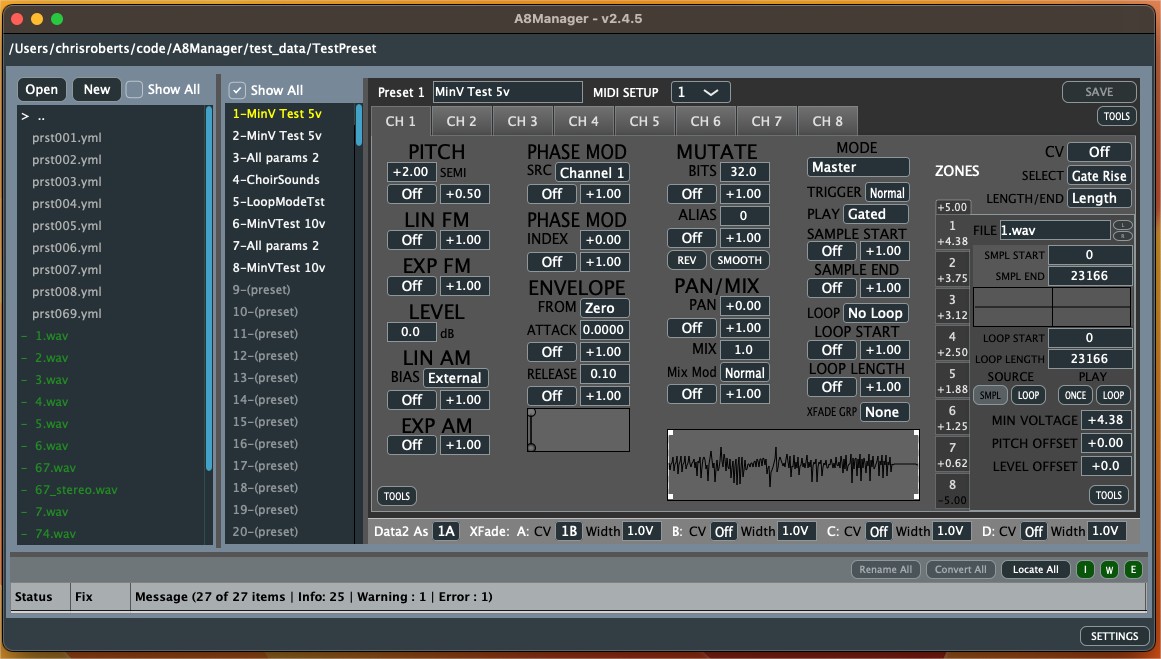 A8Manager - v2.4.5
/Users/chrisroberts/code/A8Manager/test_data/TestPreset
Open New Show All
> ..
prst001.yml
prst002.yml
prst003.yml
prst004.yml
prst005.yml
prst006.yml
prst007.yml
prst008.yml
prst069.yml
- 1.wav
- 2.wav
- 3.wav
- 4.wav
- 5.wav
- 6.wav
- 67.wav
- 67_stereo.wav
- 7.wav
- 74.wav
Show All
1-MinV Test 5v
2-MinV Test 5v
3-All params 2
4-ChoirSounds
5-LoopModeTst
6-MinVTest 10v
7-All params 2
8-MinVTest 10v
9-(preset)
10-(preset)
11-(preset)
12-(preset)
13-(preset)
14-(preset)
15-(preset)
16-(preset)
17-(preset)
18-(preset)
19-(preset)
20-(preset)
Preset 1 MinV Test 5v MIDI SETUP 1 SAVE
CH 1 CH 2 CH 3 CH 4 CH 5 CH 6 CH 7 CH 8 TOOLS
PITCH
+2.00 SEMI
Off +0.50
LIN FM
Off +1.00
EXP FM
Off +1.00
LEVEL
0.0 dB
LIN AM
BIAS External
Off +1.00
EXP AM
Off +1.00
TOOLS
PHASE MOD
SRC Channel 1
Off +1.00
PHASE MOD
INDEX +0.00
Off +1.00
ENVELOPE
FROM Zero
ATTACK 0.0000
Off +1.00
RELEASE 0.10
Off +1.00
MUTATE
BITS 32.0
Off +1.00
ALIAS 0
Off +1.00
REV SMOOTH
PAN/MIX
PAN +0.00
Off +1.00
MIX 1.0
Mix Mod Normal
Off +1.00
MODE
Master
TRIGGER Normal
PLAY Gated
SAMPLE START
Off +1.00
SAMPLE END
Off +1.00
LOOP No Loop
LOOP START
Off +1.00
LOOP LENGTH
Off +1.00
XFADE GRP None
ZONES
CV Off
SELECT Gate Rise
LENGTH/END Length
+5.00
1
+4.38
2
+3.75
3
+3.12
4
+2.50
5
+1.88
6
+1.25
7
+0.62
8
-5.00
FILE 1.wav L R
SMPL START 0
SMPL END 23166
LOOP START 0
LOOP LENGTH 23166
SOURCE PLAY
SMPL LOOP ONCE LOOP
MIN VOLTAGE +4.38
PITCH OFFSET +0.00
LEVEL OFFSET +0.0
TOOLS
Data2 As 1A XFade: A: CV 1B Width 1.0V B: CV Off Width 1.0V C: CV Off Width 1.0V D: CV Off Width 1.0V
Rename All Convert All Locate All I W E
Status Fix Message (27 of 27 items | Info: 25 | Warning : 1 | Error : 1)
SETTINGS